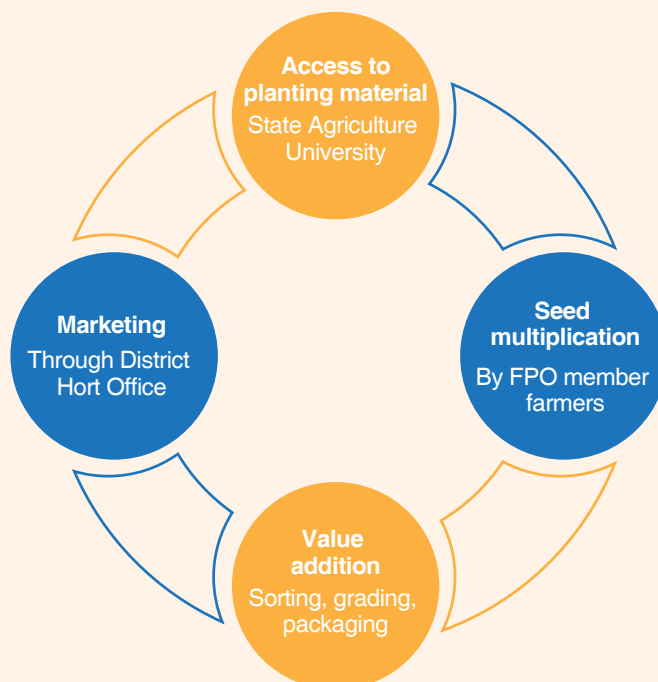 Access to
planting material
State Agriculture
University
Marketing
Through District
Hort Office
Seed
multiplication
By FPO member
farmers
Value
addition
Sorting, grading,
packaging